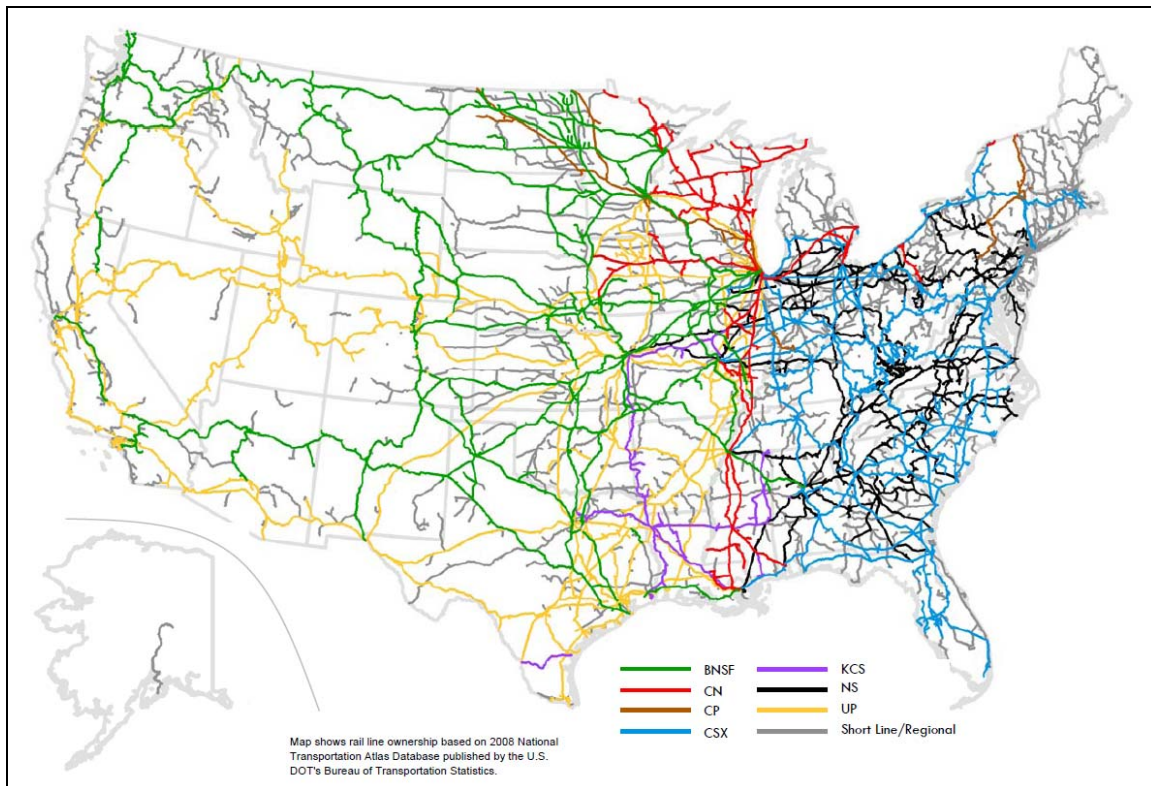 BNSF
CN
CP
CSX
KCS
NS
UP
Short Line/Regional
Map shows rail line ownership based on 2008 National
Transportation Atlas Database published by the U.S.
DOT's Bureau of Transportation Statistics.